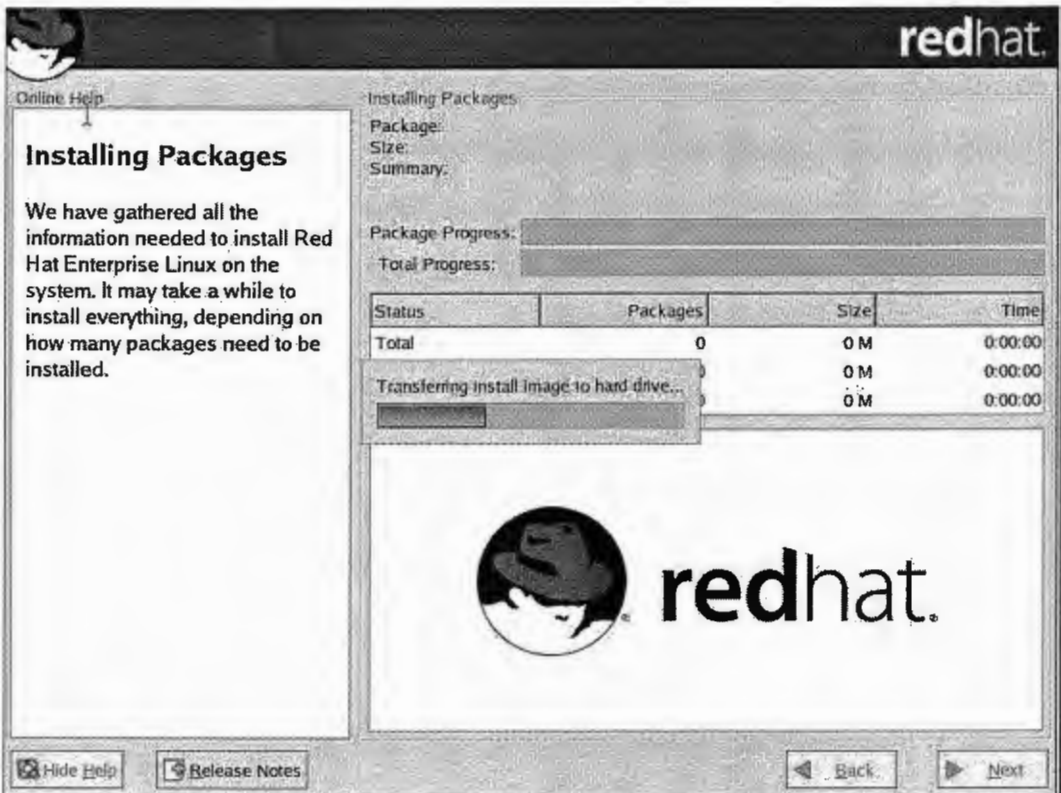 redhat.
Online Help
Installing Packages
We have gathered all the
information needed to install Red
Hat Enterprise Linux on the
system. It may take a while to
install everything, depending on
how many packages need to be
installed.
Installing Packages
Package:
Size:
Summary:
Package Progress:
Total Progress:
Status Packages Size Time
Total 0 0 M 0:00:00
0 M 0:00:00
0 M 0:00:00
Transferring install image to hard drive...
redhat.
Hide Help Release Notes Back Next